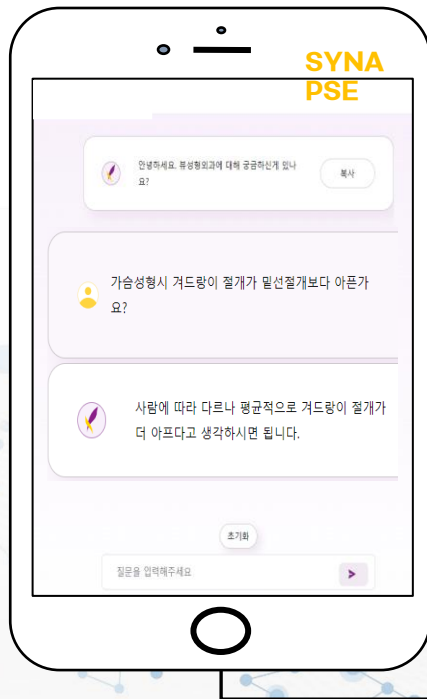 SYNA
PSE
안녕하세요. 뷰성형외과에 대해 궁금하신게 있나
요?
복사
가슴성형시 겨드랑이 절개가 밑선절개보다 아픈가
요?
사람에 따라 다르나 평균적으로 겨드랑이 절개가
더 아프다고 생각하시면 됩니다.
초기화
질문을 입력해주세요